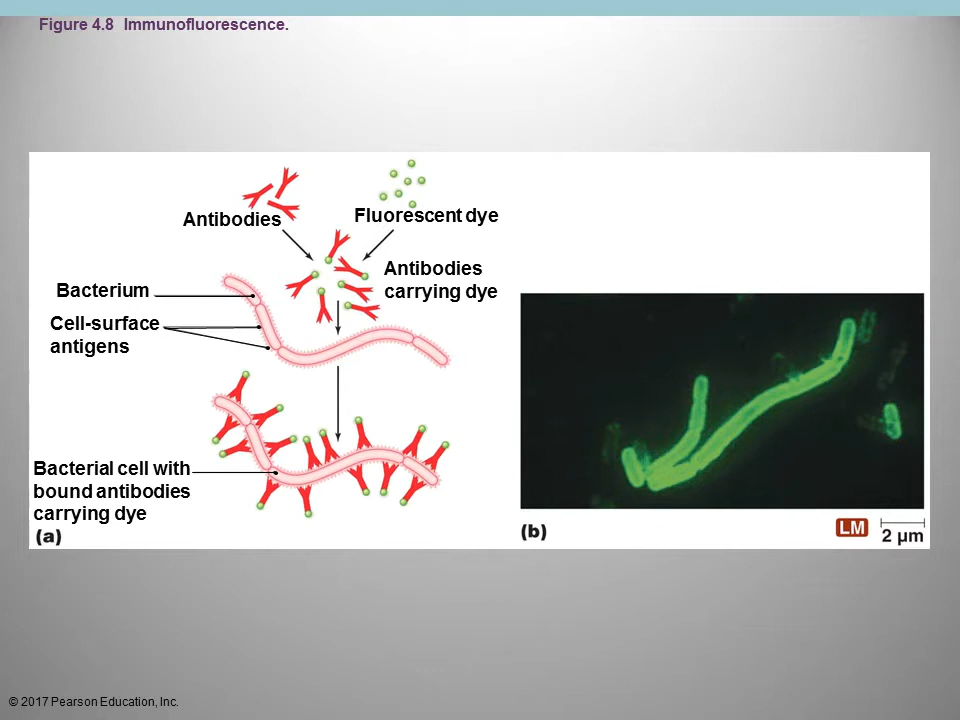 Figure 4.8 Immunofluorescence.
Antibodies
Fluorescent dye
Antibodies
carrying dye
Bacterium
Cell-surface
antigens
Bacterial cell with
bound antibodies
carrying dye
(a)
(b)
LM
2 µm
© 2017 Pearson Education, Inc.